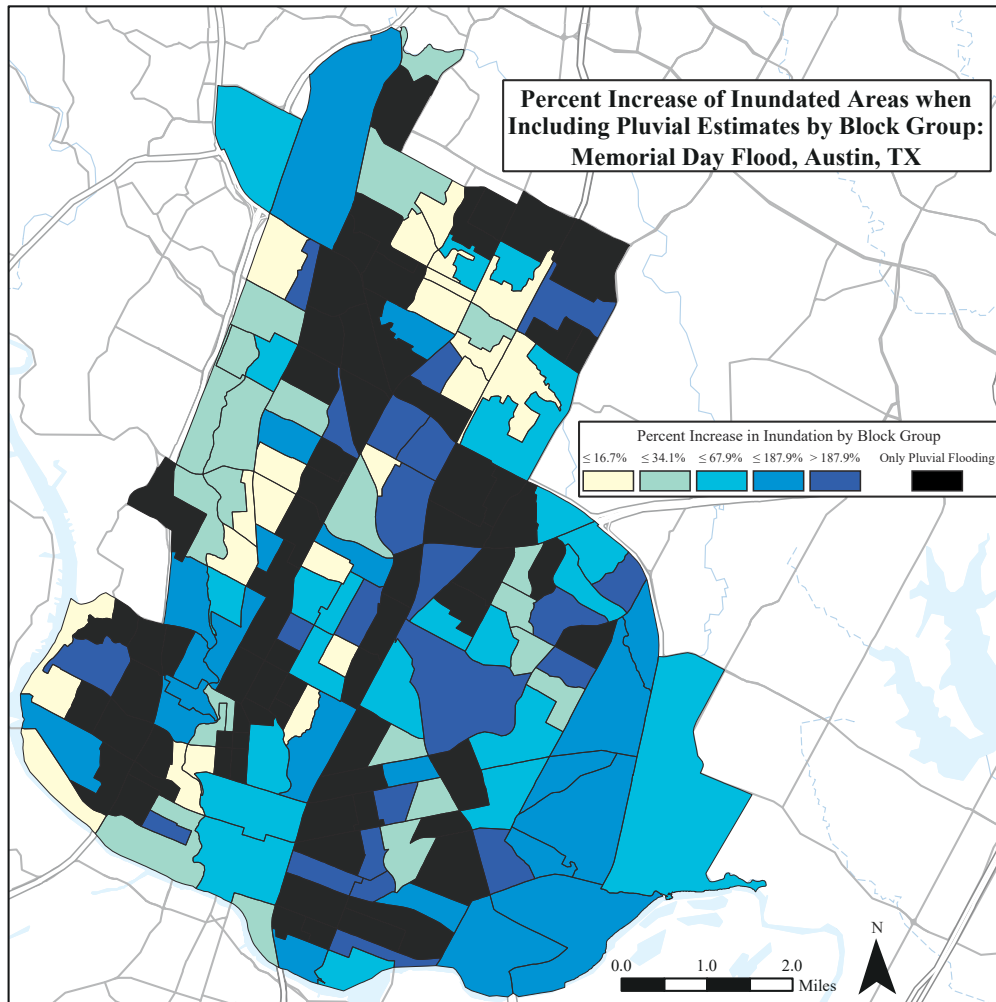 Percent Increase of Inundated Areas when
Including Pluvial Estimates by Block Group:
Memorial Day Flood, Austin, TX
Percent Increase in Inundation by Block Group
≤ 16.7% ≤ 34.1% ≤ 67.9% ≤ 187.9% > 187.9% Only Pluvial Flooding
N
0.0 1.0 2.0
Miles